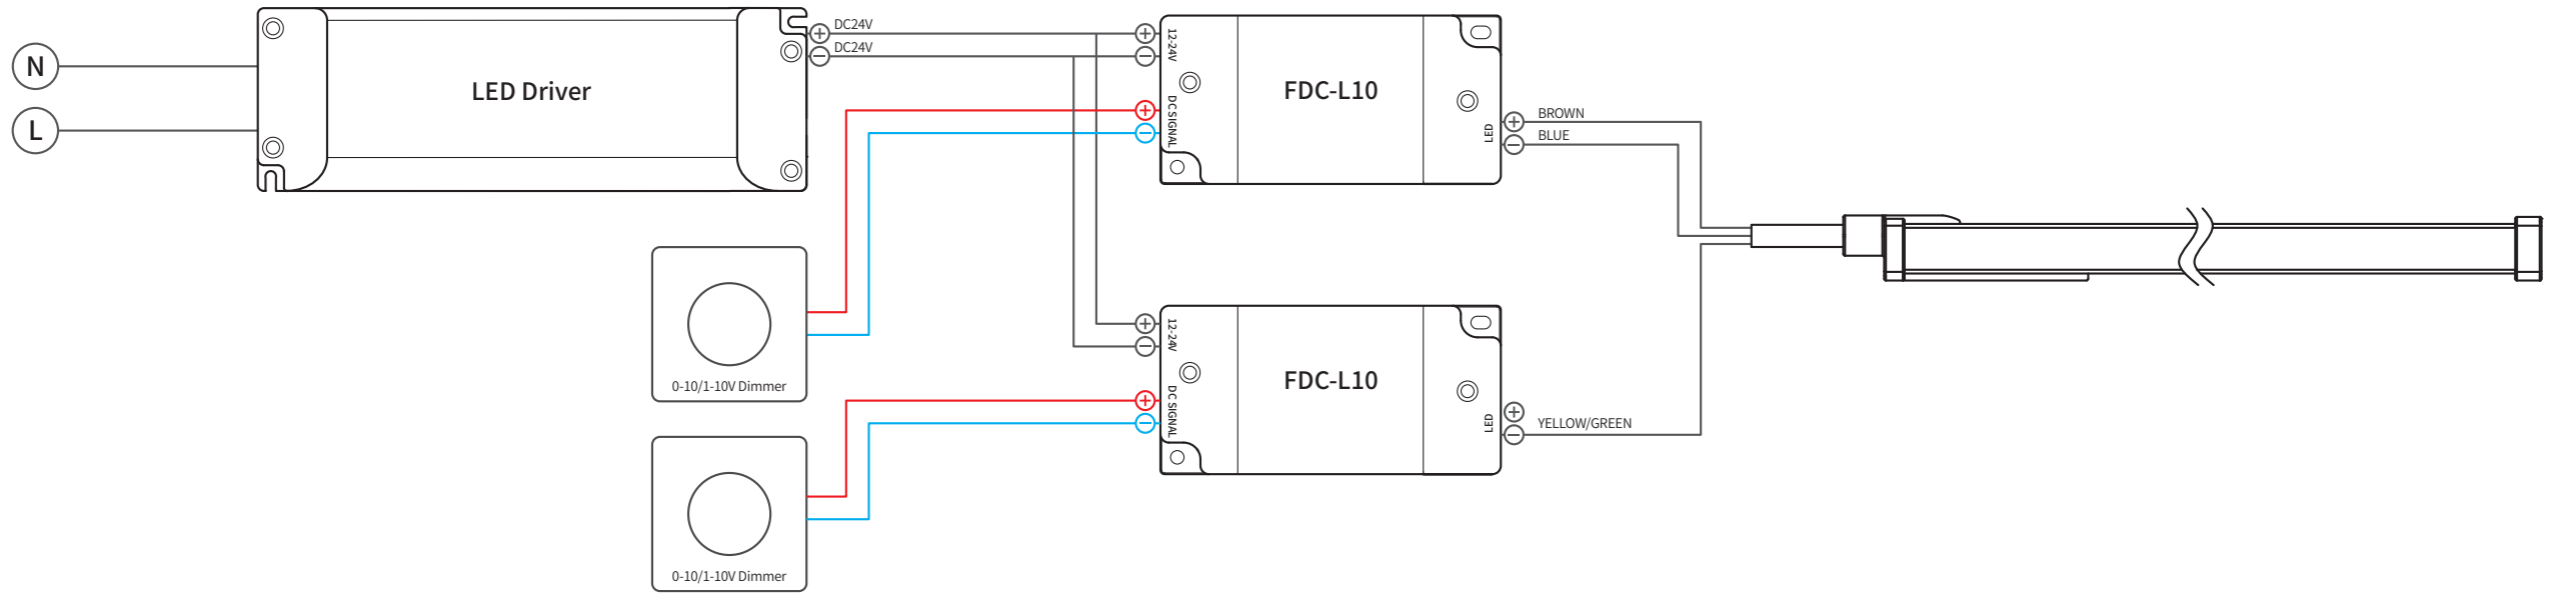 N
L
LED Driver
DC24V
DC24V
12-24V
DC SIGNAL
FDC-L10
LED
BROWN
BLUE
0-10/1-10V Dimmer
12-24V
DC SIGNAL
FDC-L10
LED
YELLOW/GREEN
0-10/1-10V Dimmer